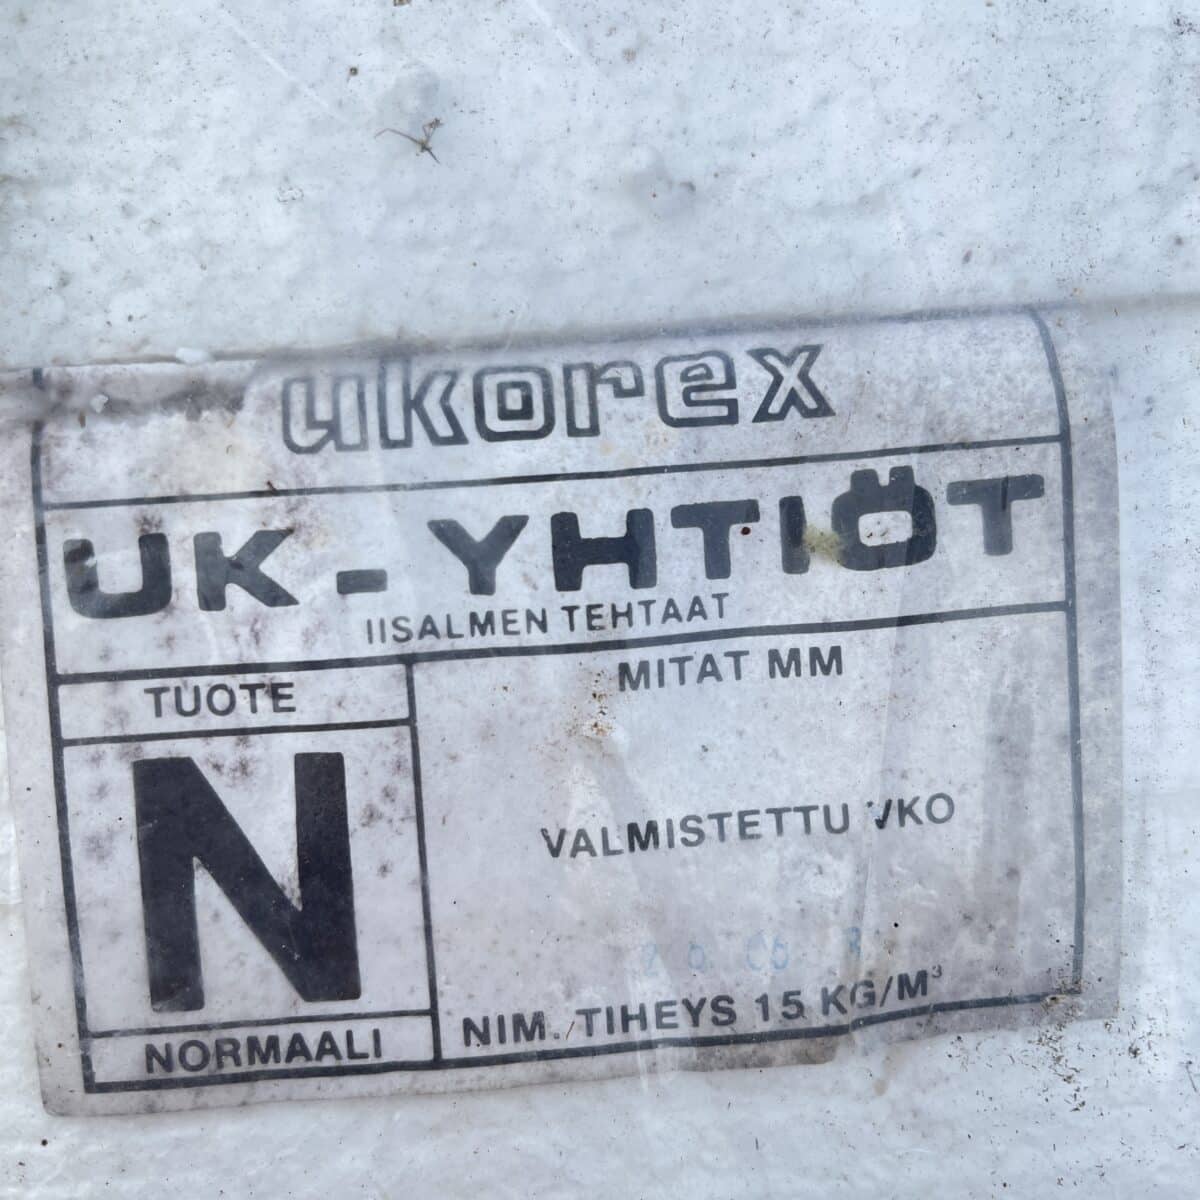 ukorex
UK-YHTIÖT
IISALMEN TEHTAAT
TUOTE
MITAT MM
N
VALMISTETTU VKO
NORMAALI
NIM. TIHEYS 15 KG/M³